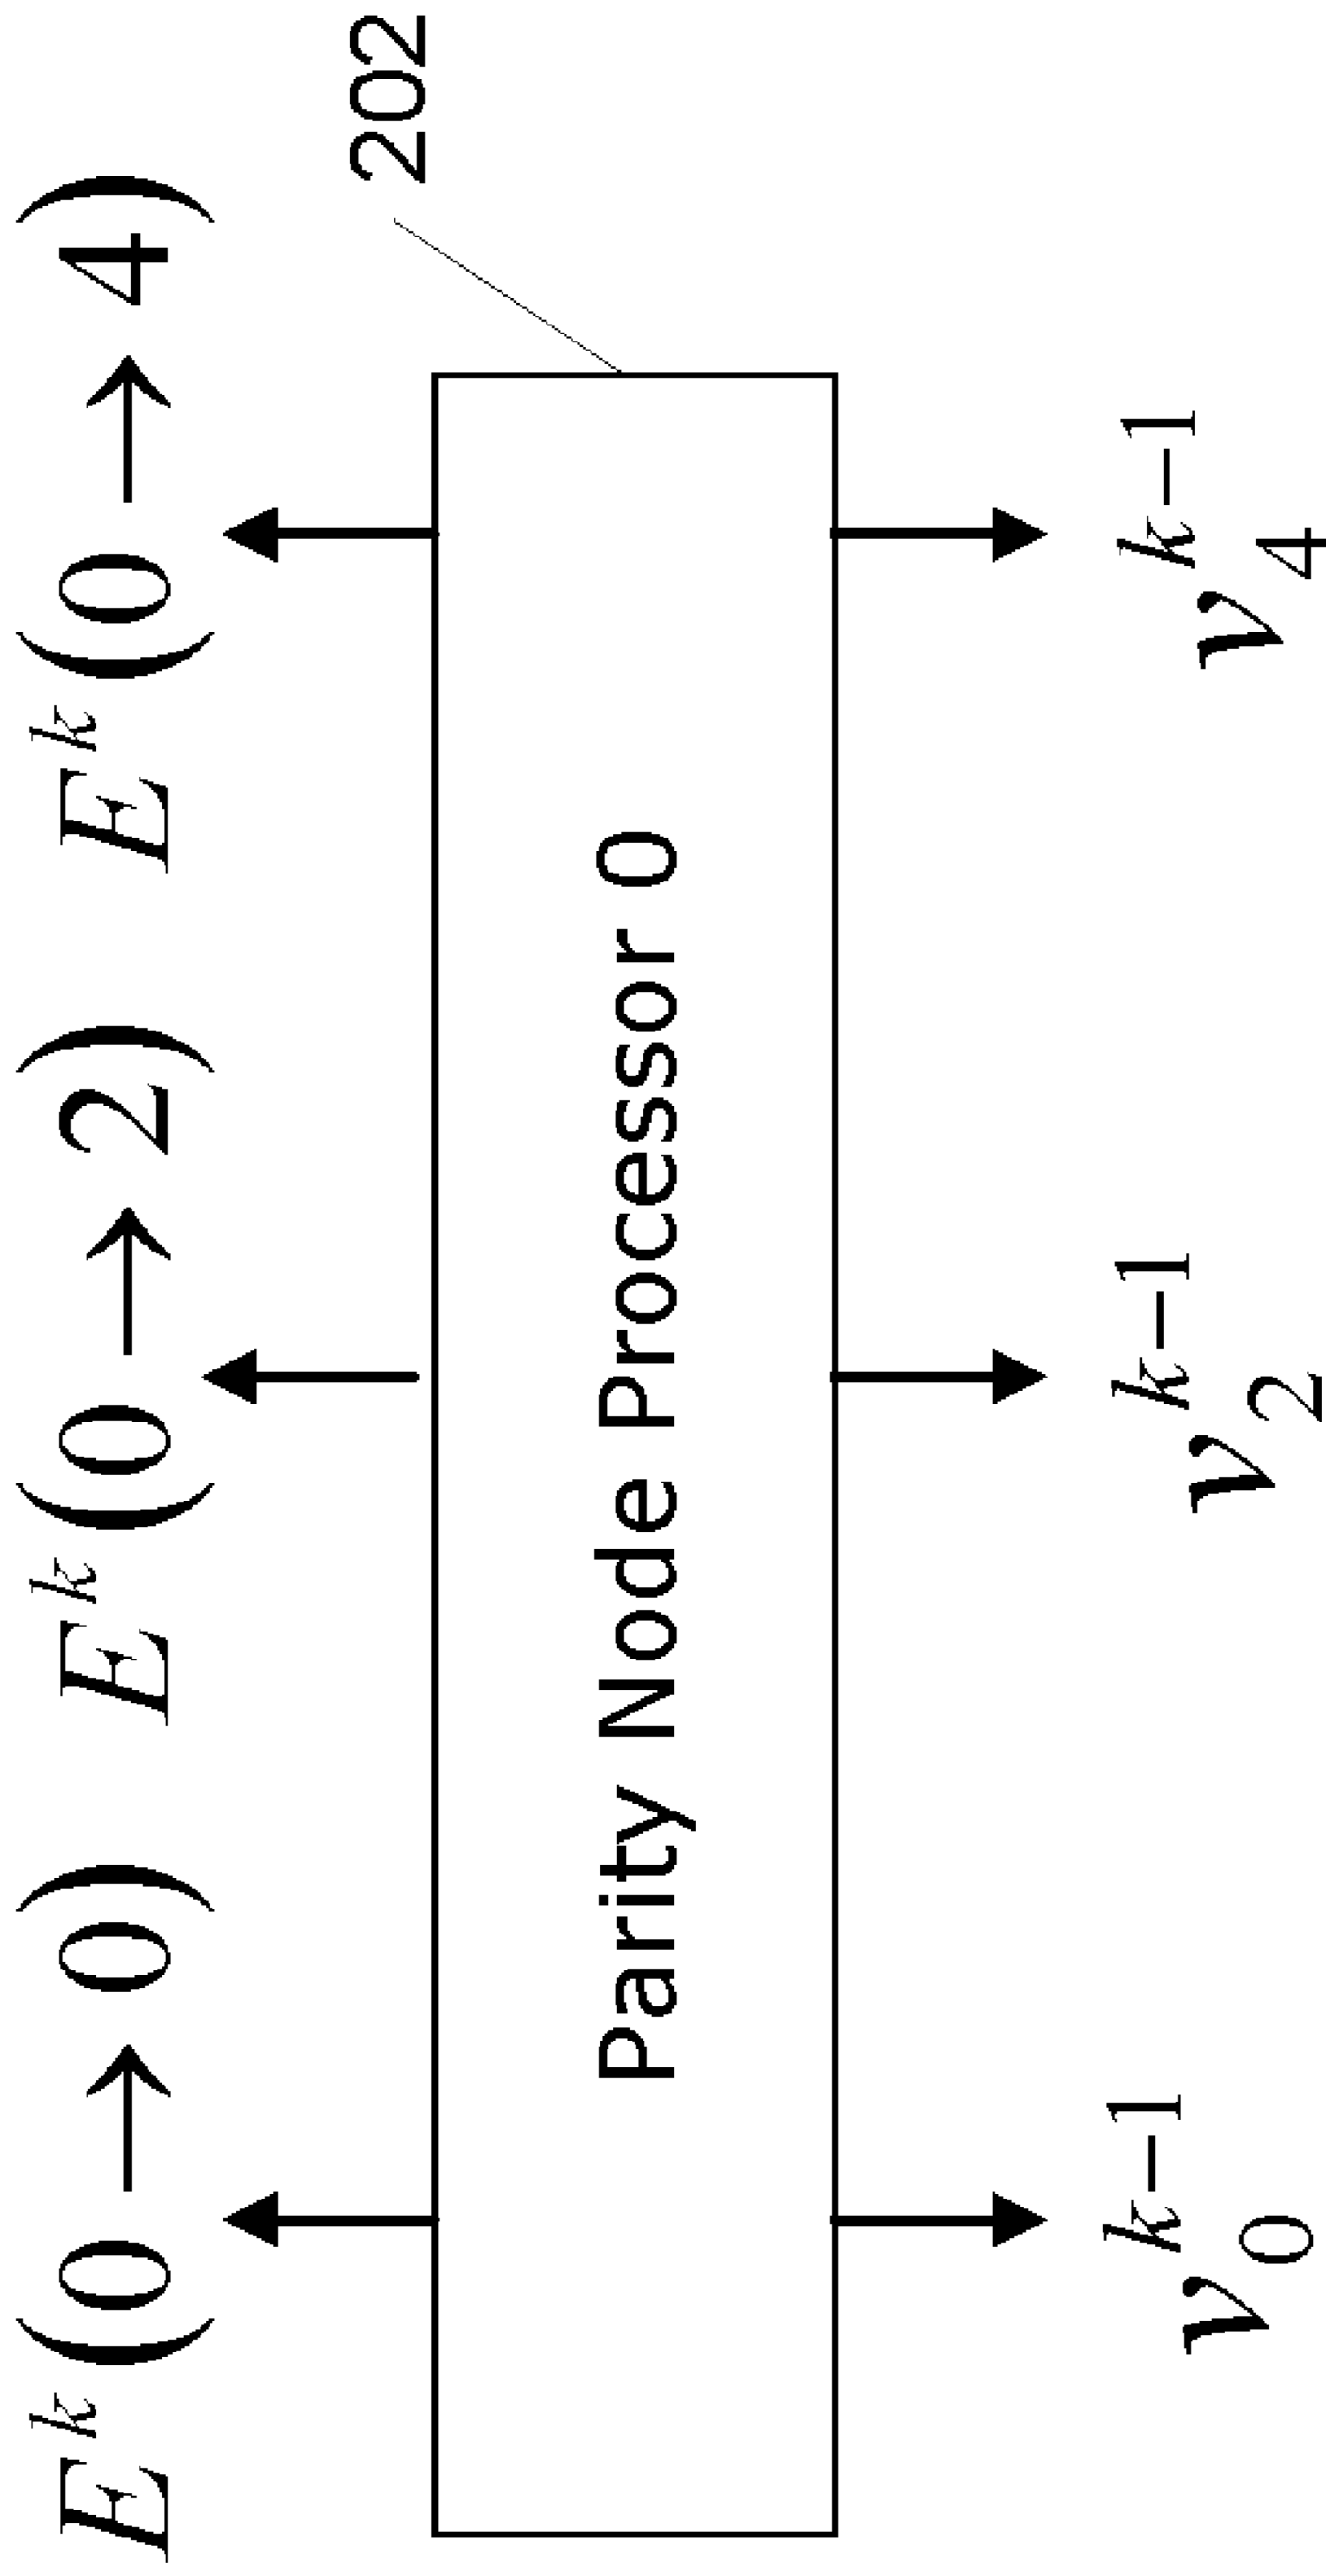 E^k(0→0) E^k(0→2) E^k(0→4)
202
Parity Node Processor 0
v_0^{k−1} v_2^{k−1} v_4^{k−1}